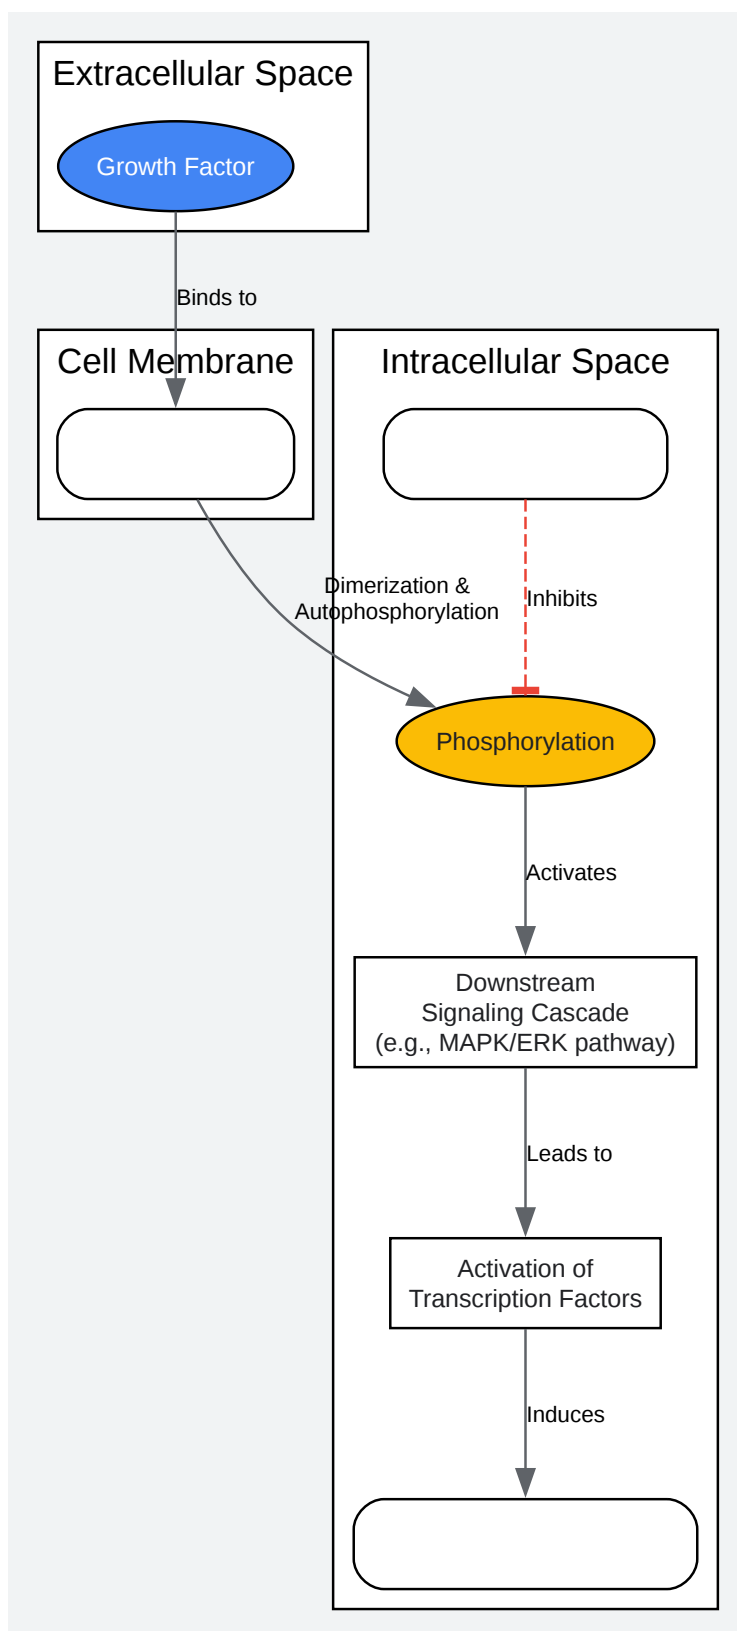 Extracellular Space
Growth Factor
Binds to
Cell Membrane
Intracellular Space
Dimerization &
Autophosphorylation
Inhibits
Phosphorylation
Activates
Downstream
Signaling Cascade
(e.g., MAPK/ERK pathway)
Leads to
Activation of
Transcription Factors
Induces